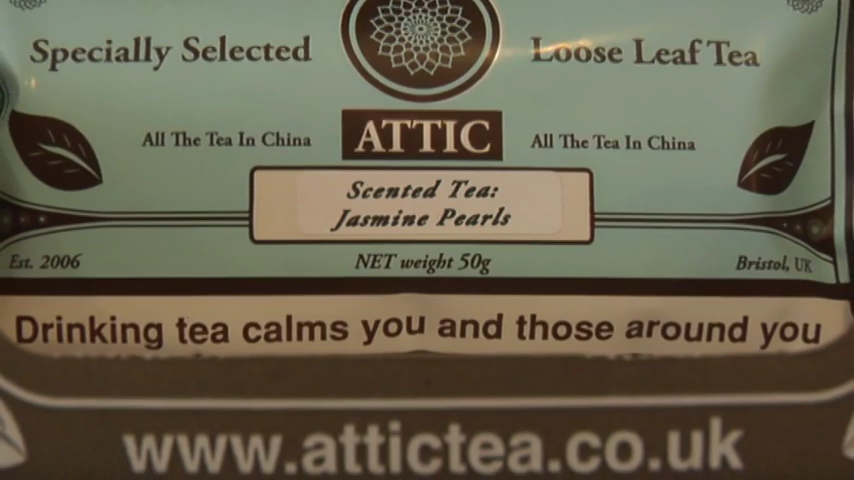 Specially Selected
Loose Leaf Tea
ATTIC
All The Tea In China
All The Tea In China
Scented Tea:
Jasmine Pearls
Est. 2006
NET weight 50g
Bristol, UK
Drinking tea calms you and those around you
www.attictea.co.uk